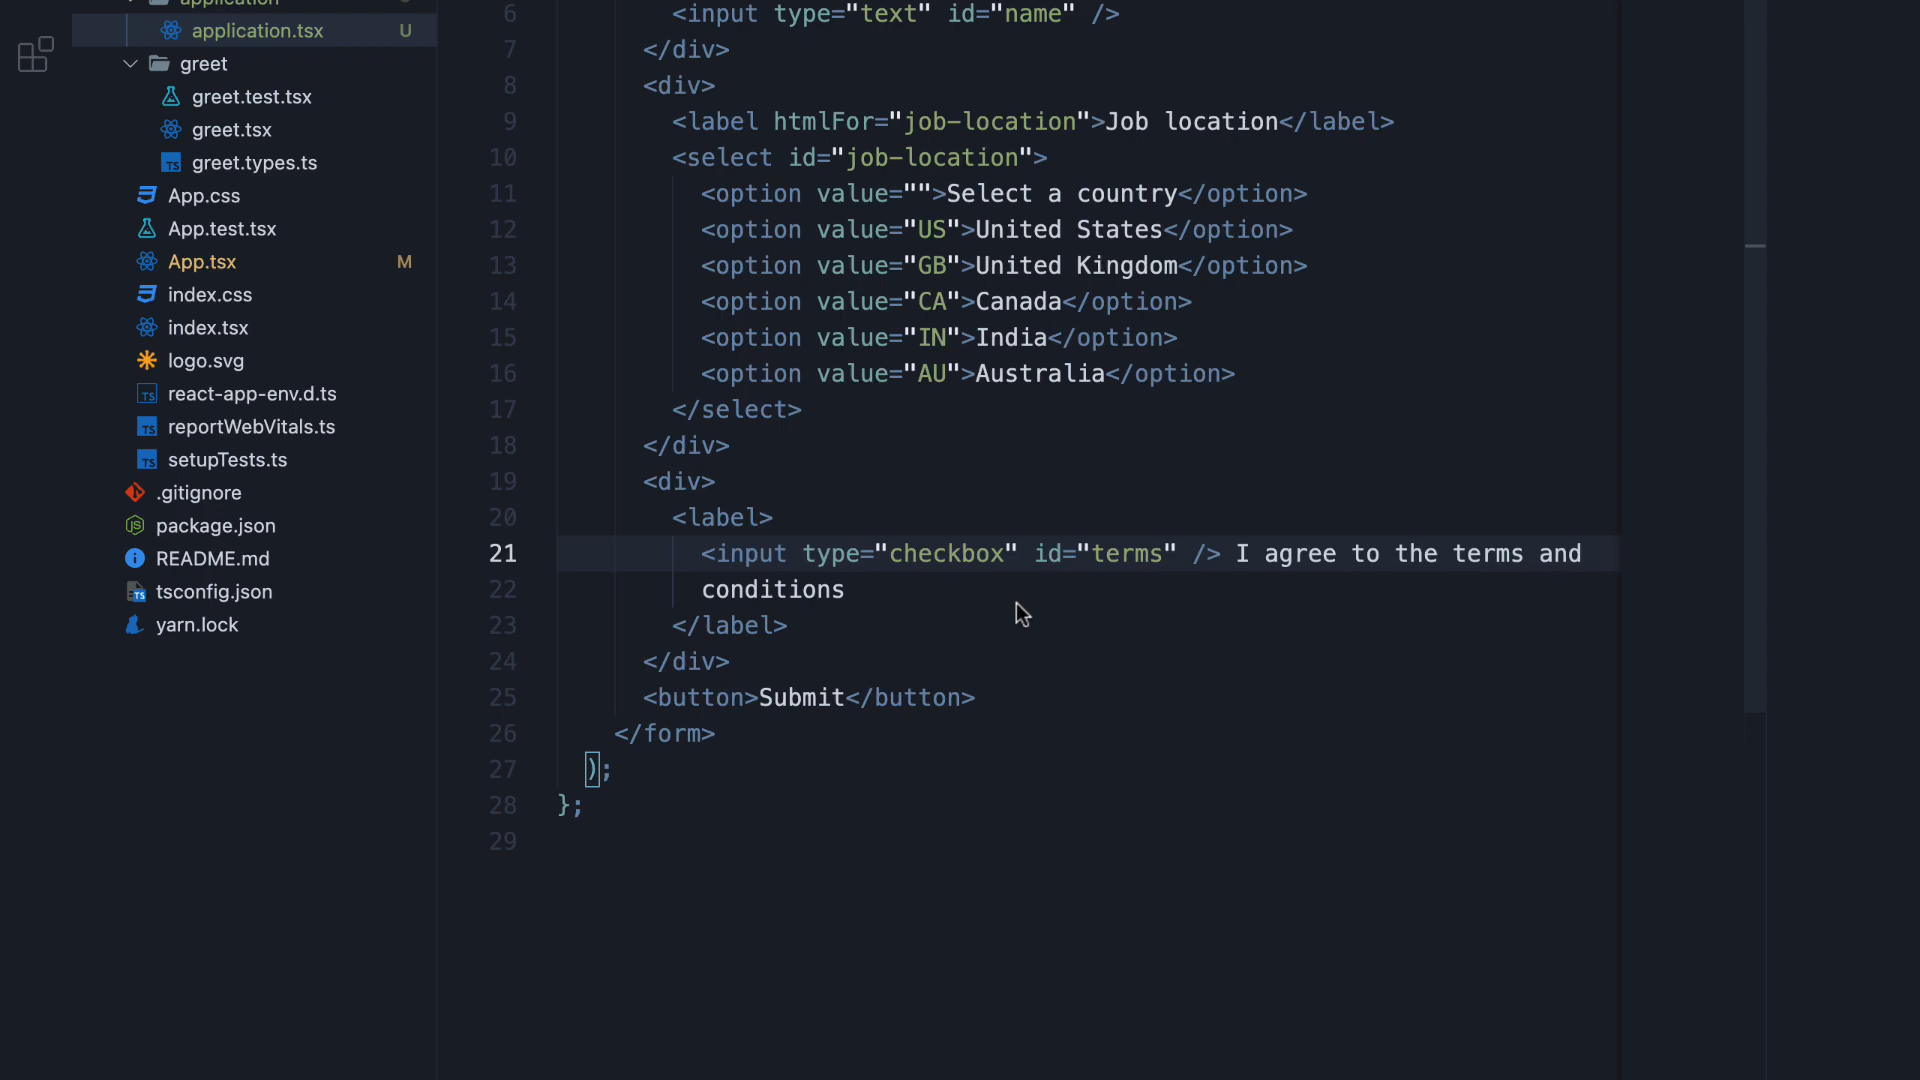 application
application.tsx U
greet
greet.test.tsx
greet.tsx
TS greet.types.ts
App.css
App.test.tsx
App.tsx M
index.css
index.tsx
logo.svg
TS react-app-env.d.ts
TS reportWebVitals.ts
TS setupTests.ts
.gitignore
JS package.json
README.md
TS tsconfig.json
yarn.lock
6 <input type="text" id="name" />
7 </div>
8 <div>
9 <label htmlFor="job-location">Job location</label>
10 <select id="job-location">
11 <option value="">Select a country</option>
12 <option value="US">United States</option>
13 <option value="GB">United Kingdom</option>
14 <option value="CA">Canada</option>
15 <option value="IN">India</option>
16 <option value="AU">Australia</option>
17 </select>
18 </div>
19 <div>
20 <label>
21 <input type="checkbox" id="terms" /> I agree to the terms and
22 conditions
23 </label>
24 </div>
25 <button>Submit</button>
26 </form>
27 );
28 };
29